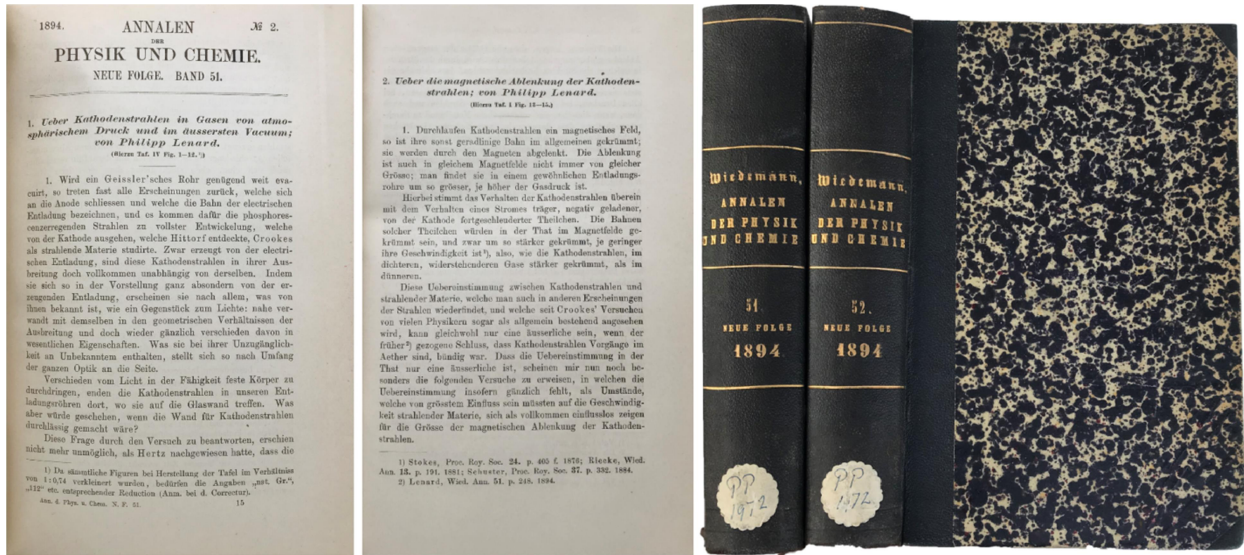 1894. ANNALEN № 2.
DER
PHYSIK UND CHEMIE.
NEUE FOLGE. BAND 51.
1. Ueber Kathodenstrahlen in Gasen von atmo-
sphärischem Druck und im äussersten Vacuum;
von Philipp Lenard.
(Hierzu Taf. IV Fig. 1—12.¹))
1. Wird ein Geissler'sches Rohr genügend weit eva-
cuirt, so treten fast alle Erscheinungen zurück, welche sich
an die Anode schliessen und welche die Bahn der electrischen
Entladung bezeichnen, und es kommen dafür die phosphores-
cenzerregenden Strahlen zu vollster Entwickelung, welche
von der Kathode ausgehen, welche Hittorf entdeckte, Crookes
als strahlende Materie studirte. Zwar erzeugt von der electri-
schen Entladung, sind diese Kathodenstrahlen in ihrer Aus-
breitung doch vollkommen unabhängig von derselben. Indem
sie sich so in der Vorstellung ganz absondern von der er-
zeugenden Entladung, erscheinen sie nach allem, was von
ihnen bekannt ist, wie ein Gegenstück zum Lichte: nahe ver-
wandt mit demselben in den geometrischen Verhältnissen der
Ausbreitung und doch wieder gänzlich verschieden davon in
wesentlichen Eigenschaften. Was sie bei ihrer Unzugänglich-
keit an Unbekanntem enthalten, stellt sich so nach Umfang
der ganzen Optik an die Seite.
Verschieden vom Licht in der Fähigkeit feste Körper zu
durchdringen, enden die Kathodenstrahlen in unseren Ent-
ladungsröhren dort, wo sie auf die Glaswand treffen. Was
aber würde geschehen, wenn die Wand für Kathodenstrahlen
durchlässig gemacht wäre?
Diese Frage durch den Versuch zu beantworten, erschien
nicht mehr unmöglich, als Hertz nachgewiesen hatte, dass die
1) Da sämmtliche Figuren bei Herstellung der Tafel im Verhältniss
von 1:0,74 verkleinert wurden, bedürfen die Angaben „nat. Gr.“,
„1/2“ etc. entsprechender Reduction (Anm. bei d. Correctur).
Ann. d. Phys. u. Chem. N. F. 51. 15
2. Ueber die magnetische Ablenkung der Kathoden-
strahlen; von Philipp Lenard.
(Hierzu Taf. I Fig. 12—15.)
1. Durchlaufen Kathodenstrahlen ein magnetisches Feld,
so ist ihre sonst geradlinige Bahn im allgemeinen gekrümmt;
sie werden durch den Magneten abgelenkt. Die Ablenkung
ist auch in gleichem Magnetfelde nicht immer von gleicher
Grösse; man findet sie in einem gewöhnlichen Entladungs-
rohre um so grösser, je höher der Gasdruck ist.
Hierbei stimmt das Verhalten der Kathodenstrahlen überein
mit dem Verhalten eines Stromes träger, negativ geladener,
von der Kathode fortgeschleuderter Theilchen. Die Bahnen
solcher Theilchen würden in der That im Magnetfelde ge-
krümmt sein, und zwar um so stärker gekrümmt, je geringer
ihre Geschwindigkeit ist¹), also, wie die Kathodenstrahlen, im
dichteren, widerstehenderen Gase stärker gekrümmt, als im
dünneren.
Diese Uebereinstimmung zwischen Kathodenstrahlen und
strahlender Materie, welche man auch in anderen Erscheinungen
der Strahlen wiederfindet, und welche seit Crookes' Versuchen
von vielen Physikern sogar als allgemein bestehend angesehen
wird, kann gleichwohl nur eine äusserliche sein, wenn der
früher²) gezogene Schluss, dass Kathodenstrahlen Vorgänge im
Aether sind, bündig war. Dass die Uebereinstimmung in der
That nur eine äusserliche ist, scheinen mir nun noch be-
sonders die folgenden Versuche zu erweisen, in welchen die
Uebereinstimmung insofern gänzlich fehlt, als Umstände,
welche von grösstem Einfluss sein müssten auf die Geschwindig-
keit strahlender Materie, sich als vollkommen einflusslos zeigen
für die Grösse der magnetischen Ablenkung der Kathoden-
strahlen.
1) Stokes, Proc. Roy. Soc. 24. p. 405 f. 1876; Riecke, Wied.
Ann. 13. p. 191. 1881; Schuster, Proc. Roy. Soc. 37. p. 332. 1884.
2) Lenard, Wied. Ann. 51. p. 248. 1894.
Wiedemann,
ANNALEN
DER PHYSIK
UND CHEMIE
51
NEUE FOLGE
1894
PP
Wiedemann,
ANNALEN
DER PHYSIK
UND CHEMIE
52.
NEUE FOLGE
1894
PP